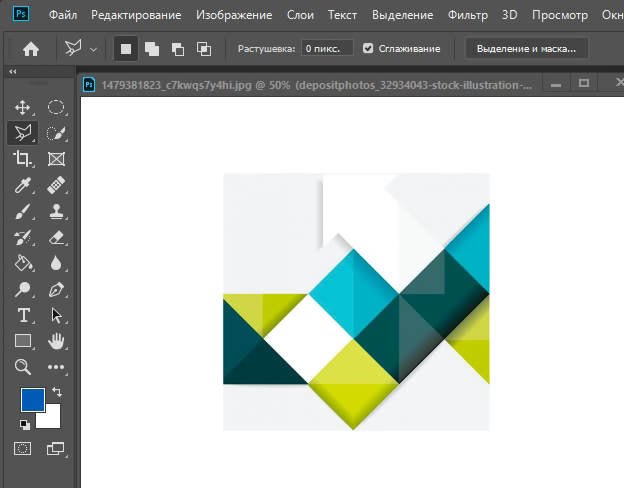 Ps Файл Редактирование Изображение Слои Текст Выделение Фильтр 3D Просмотр Окн
Растушевка: 0 пикс. Сглаживание Выделение и маска...
Ps 1479381823_c7kwqs7y4hi.jpg @ 50% (depositphotos_32934043-stock-illustration-...